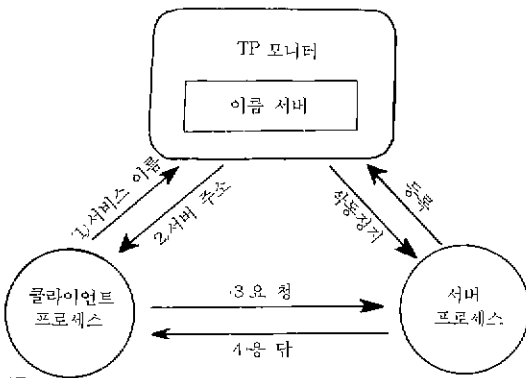 TP 모니터
이름 서버
1.서비스 이름
2.서버 주소
작동정지
등록
클라이언트
프로세스
서버
프로세스
3.요 청
4.응 답